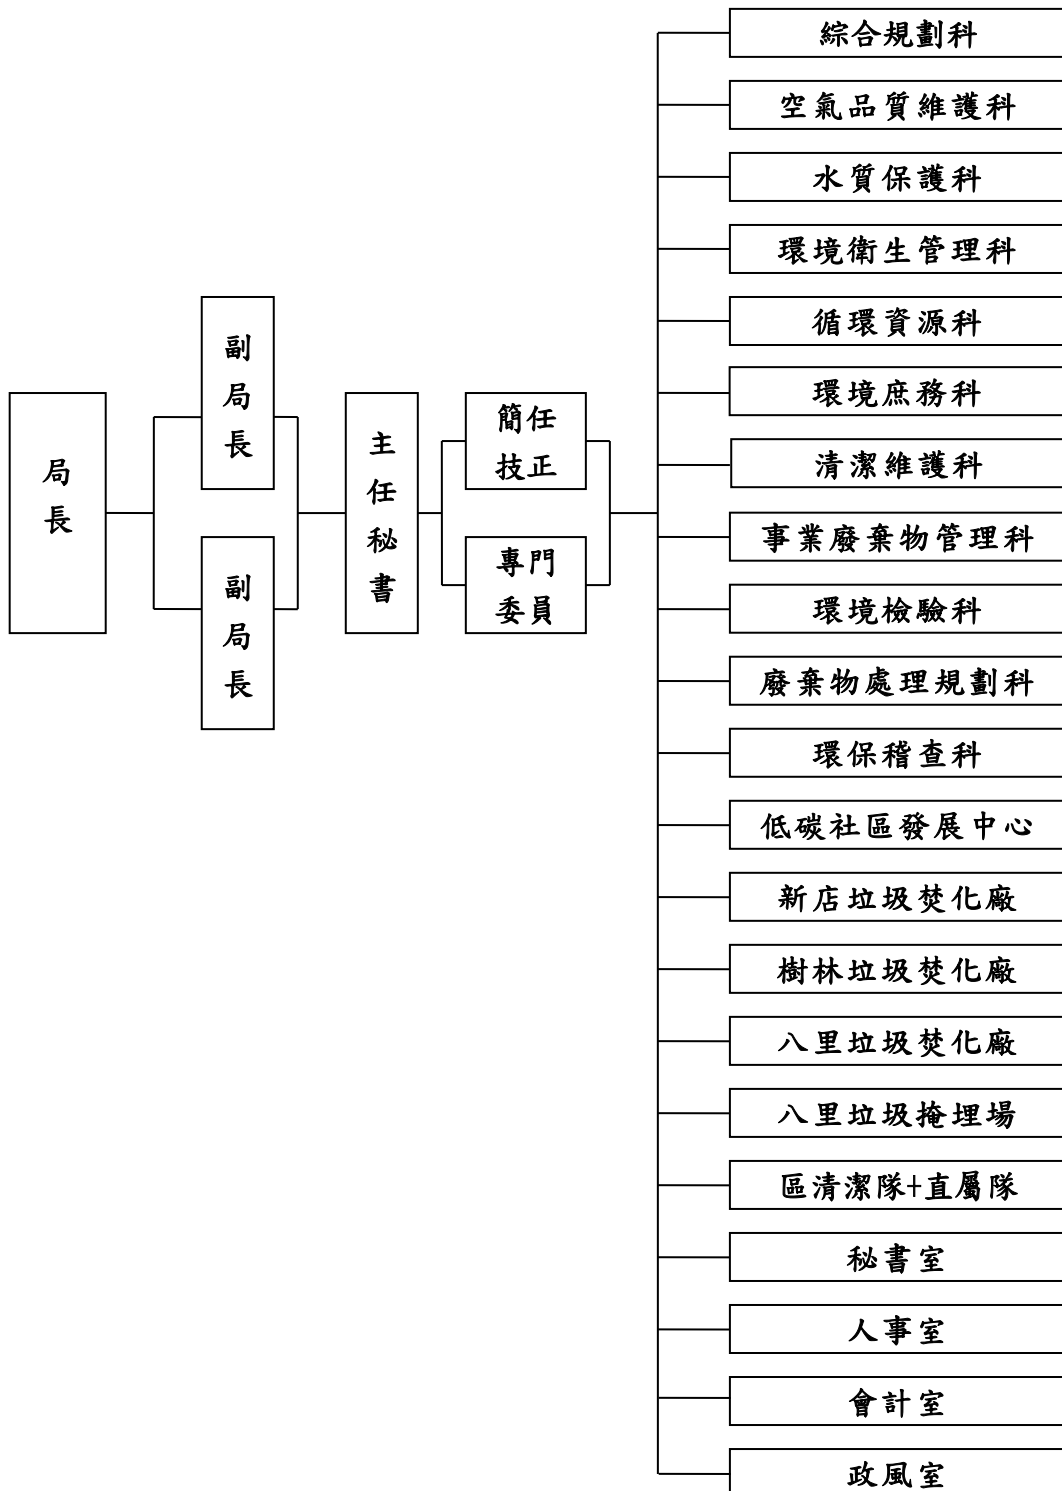 局長
副局長
副局長
主任秘書
簡任
技正
專門
委員
綜合規劃科
空氣品質維護科
水質保護科
環境衛生管理科
循環資源科
環境庶務科
清潔維護科
事業廢棄物管理科
環境檢驗科
廢棄物處理規劃科
環保稽查科
低碳社區發展中心
新店垃圾焚化廠
樹林垃圾焚化廠
八里垃圾焚化廠
八里垃圾掩埋場
區清潔隊+直屬隊
秘書室
人事室
會計室
政風室